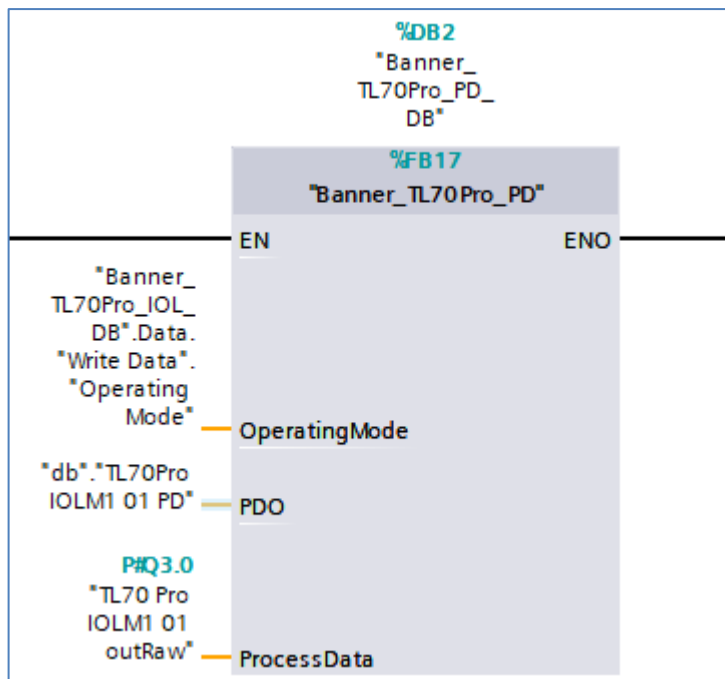 %DB2
"Banner_
TL70Pro_PD_
DB"
%FB17
"Banner_TL70Pro_PD"
EN
ENO
"Banner_
TL70Pro_IOL_
DB".Data.
"Write Data".
"Operating
Mode"
OperatingMode
"db"."TL70Pro
IOLM1 01 PD"
PDO
P#Q3.0
"TL70 Pro
IOLM1 01
outRaw"
ProcessData